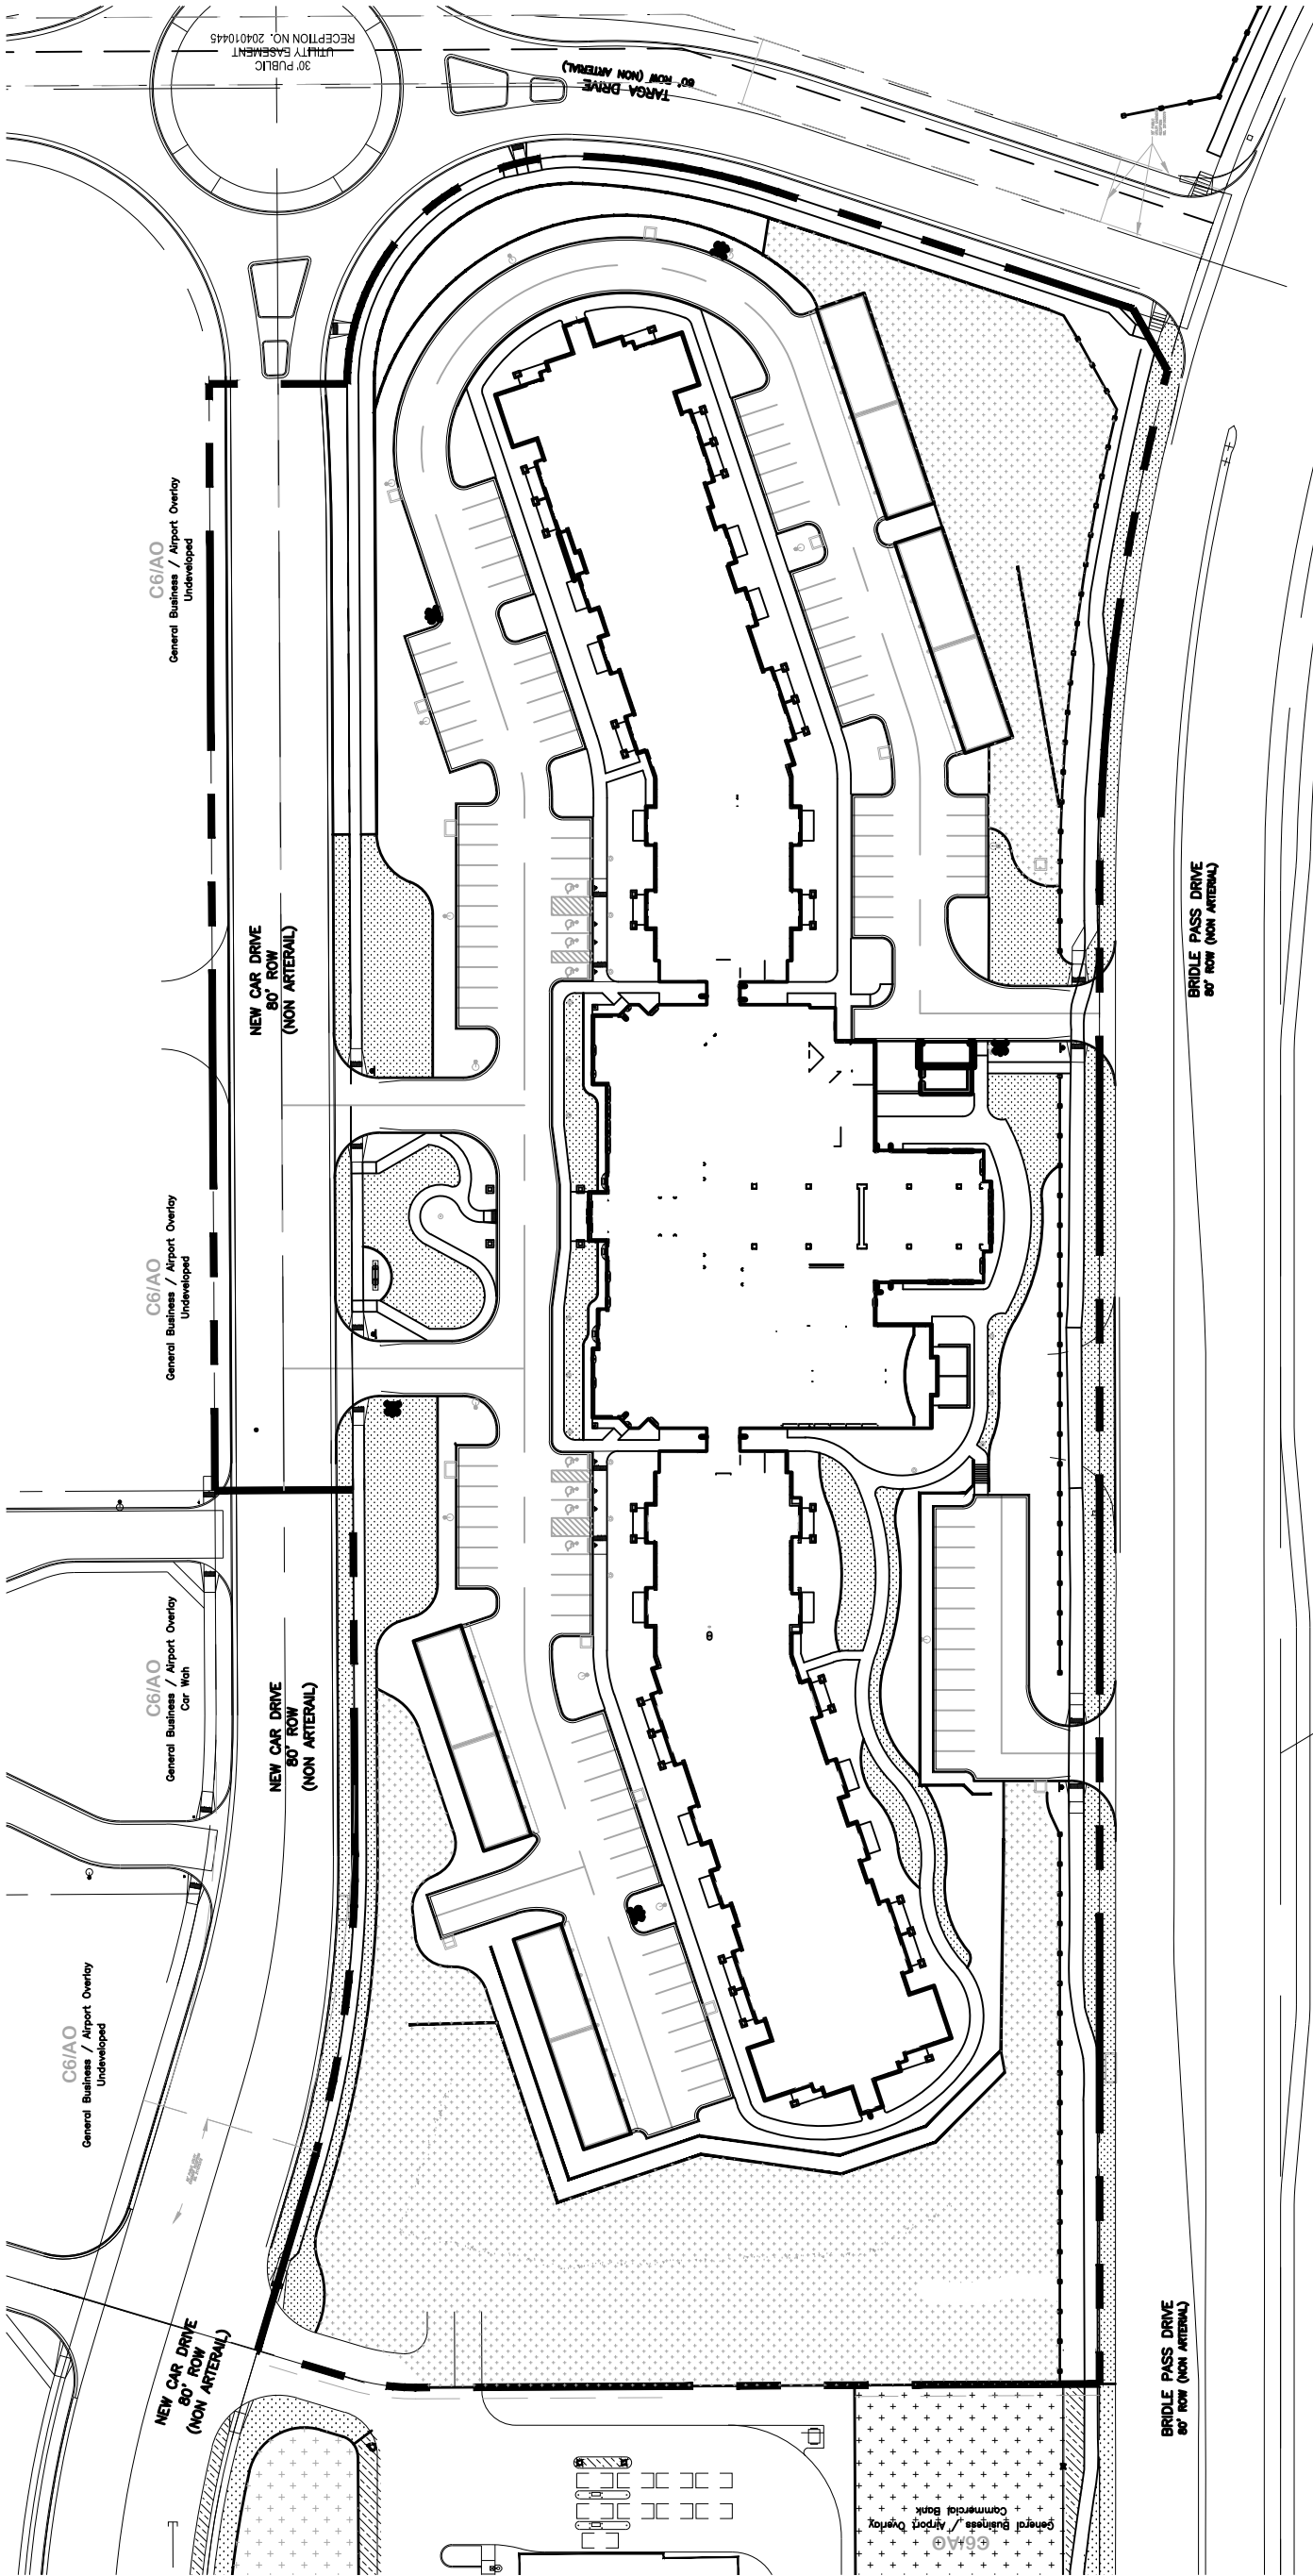 30' PUBLIC
UTILITY EASEMENT
RECEPTION NO. 204010445
TARGA DRIVE
60' ROW (NON ARTERIAL)
C6/AO
General Business / Airport Overlay
Undeveloped
NEW CAR DRIVE
80' ROW
(NON ARTERAIL)
BRIDLE PASS DRIVE
80' ROW (NON ARTERIAL)
C6/AO
General Business / Airport Overlay
Undeveloped
C6/AO
General Business / Airport Overlay
Car Wah
NEW CAR DRIVE
80' ROW
(NON ARTERAIL)
C6/AO
General Business / Airport Overlay
Undeveloped
NEW CAR DRIVE
80' ROW
(NON ARTERAIL)
BRIDLE PASS DRIVE
80' ROW (NON ARTERIAL)
C6/AO
General Business / Airport Overlay
Commercial Bank